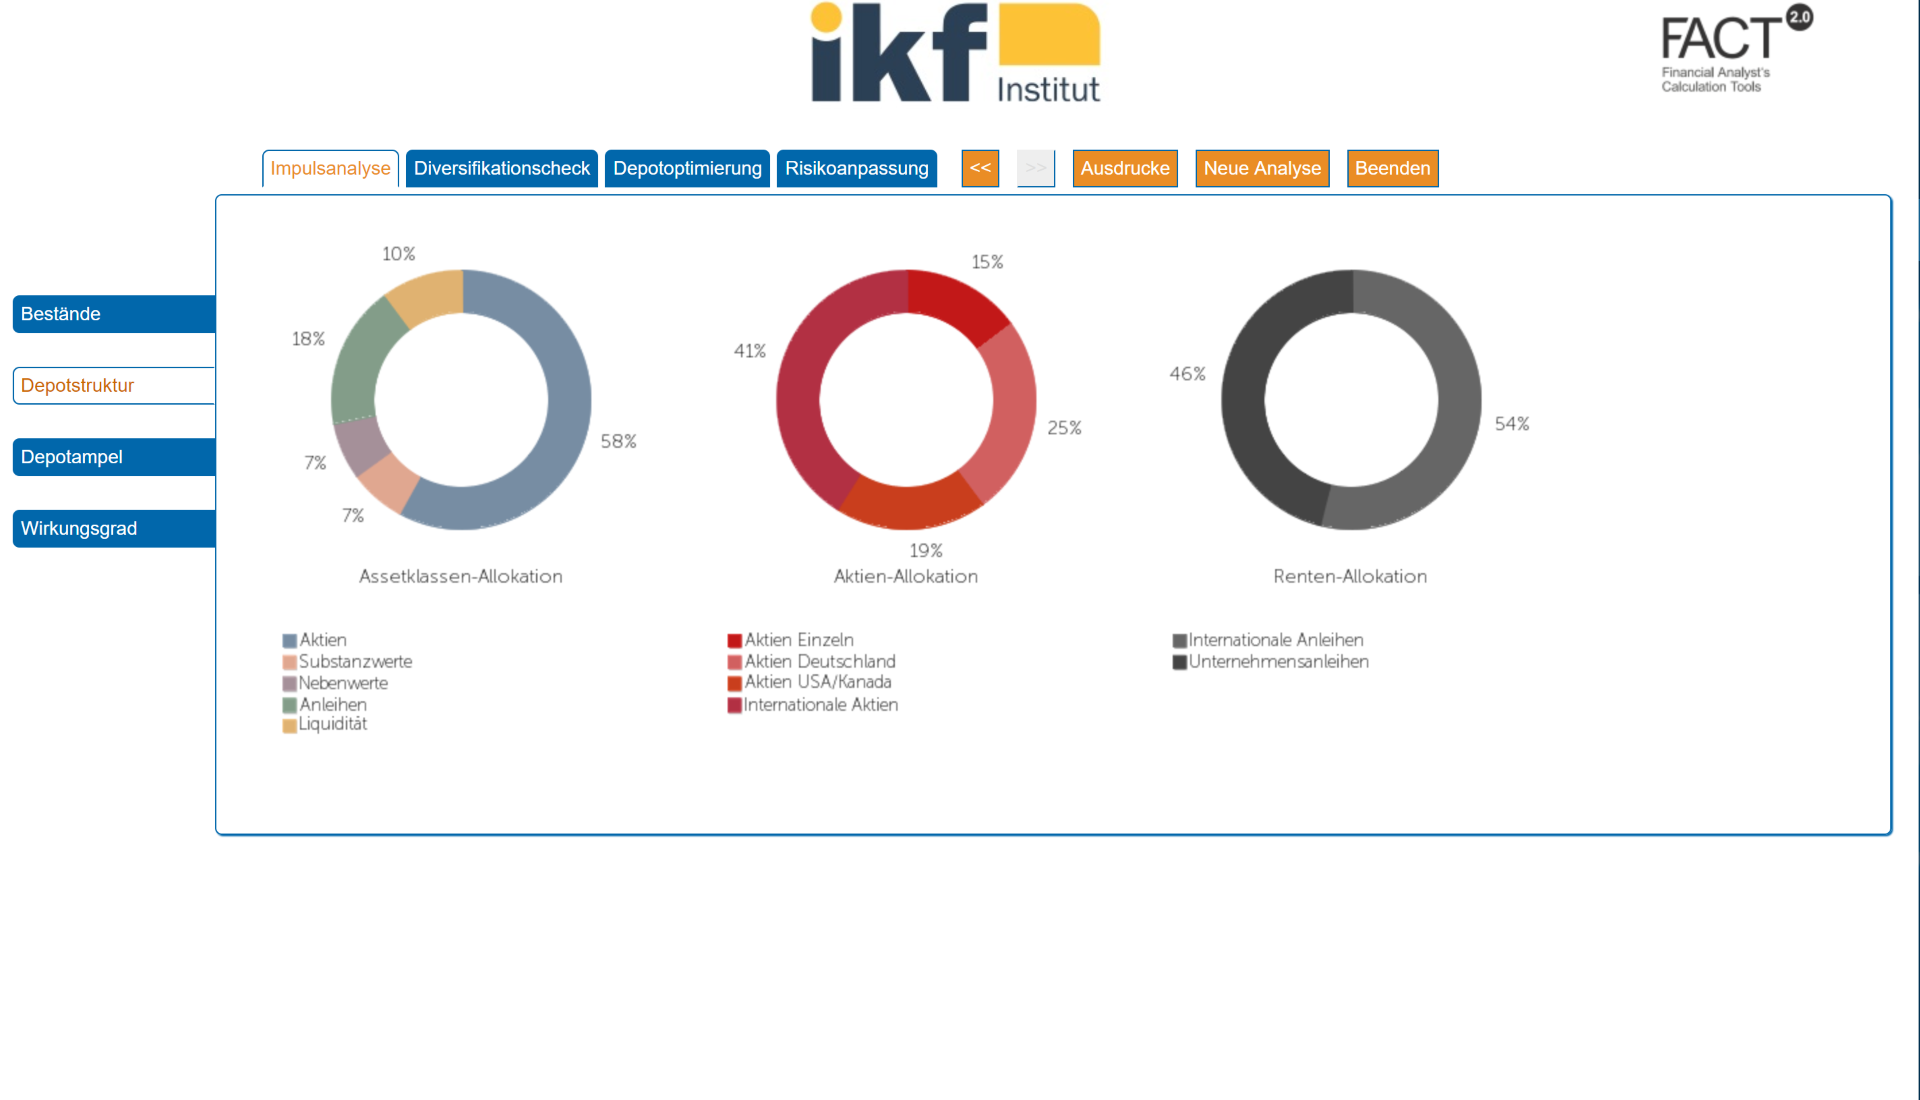 ikf
Institut
FACT 2.0
Financial Analyst's
Calculation Tools
Impulsanalyse Diversifikationscheck Depotoptimierung Risikoanpassung << >> Ausdrucke Neue Analyse Beenden
Bestände
Depotstruktur
Depotampel
Wirkungsgrad
10%
18%
7%
7%
58%
Assetklassen-Allokation
Aktien
Substanzwerte
Nebenwerte
Anleihen
Liquidität
15%
41%
25%
19%
Aktien-Allokation
Aktien Einzeln
Aktien Deutschland
Aktien USA/Kanada
Internationale Aktien
46%
54%
Renten-Allokation
Internationale Anleihen
Unternehmensanleihen